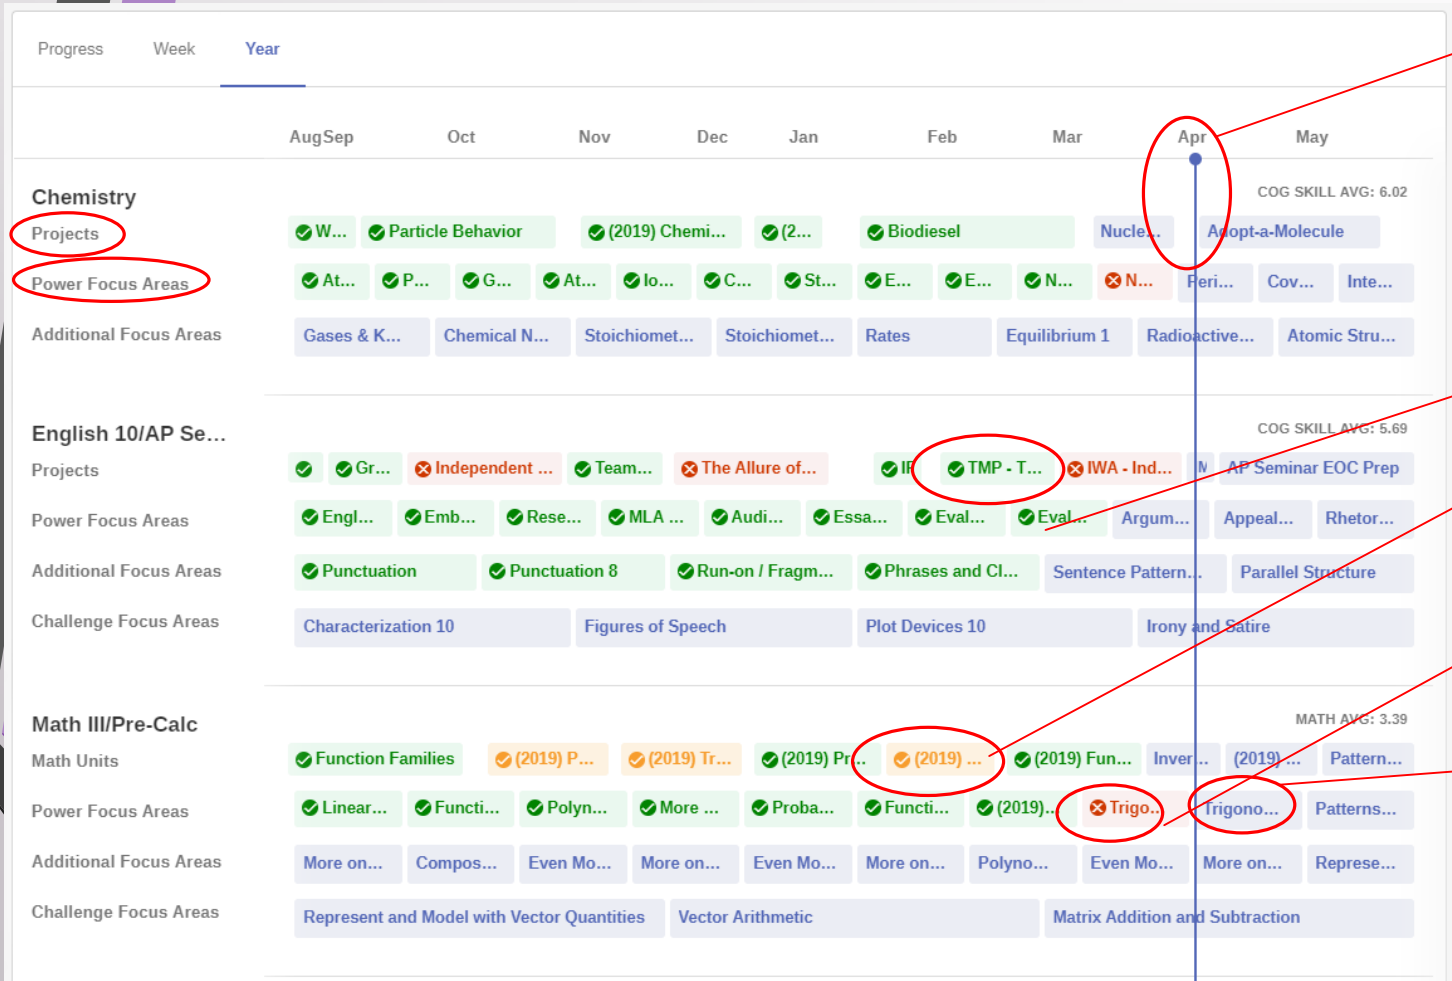 Progress Week Year
AugSep Oct Nov Dec Jan Feb Mar Apr May
Chemistry COG SKILL AVG: 6.02
Projects W... Particle Behavior (2019) Chemi... (2... Biodiesel Nucle... Adopt-a-Molecule
Power Focus Areas At... P... G... At... Io... C... St... E... E... N... N... Peri... Cov... Inte...
Additional Focus Areas Gases & K... Chemical N... Stoichiomet... Stoichiomet... Rates Equilibrium 1 Radioactive... Atomic Stru...
English 10/AP Se... COG SKILL AVG: 5.69
Projects Gr... Independent ... Team... The Allure of... TMP - T... IWA - Ind... M AP Seminar EOC Prep
Power Focus Areas Engl... Emb... Rese... MLA ... Audi... Essa... Eval... Eval... Argum... Appeal... Rhetor...
Additional Focus Areas Punctuation Punctuation 8 Run-on / Fragm... Phrases and Cl... Sentence Pattern... Parallel Structure
Challenge Focus Areas Characterization 10 Figures of Speech Plot Devices 10 Irony and Satire
Math III/Pre-Calc MATH AVG: 3.39
Math Units Function Families (2019) P... (2019) Tr... (2019) Pr... (2019) ... (2019) Fun... Inver... (2019) ... Pattern...
Power Focus Areas Linear... Functi... Polyn... More ... Proba... Functi... (2019)... Trigo... Trigono... Patterns...
Additional Focus Areas More on... Compos... Even Mo... More on... Even Mo... More on... Polyno... Even Mo... More on... Represe...
Challenge Focus Areas Represent and Model with Vector Quantities Vector Arithmetic Matrix Addition and Subtraction